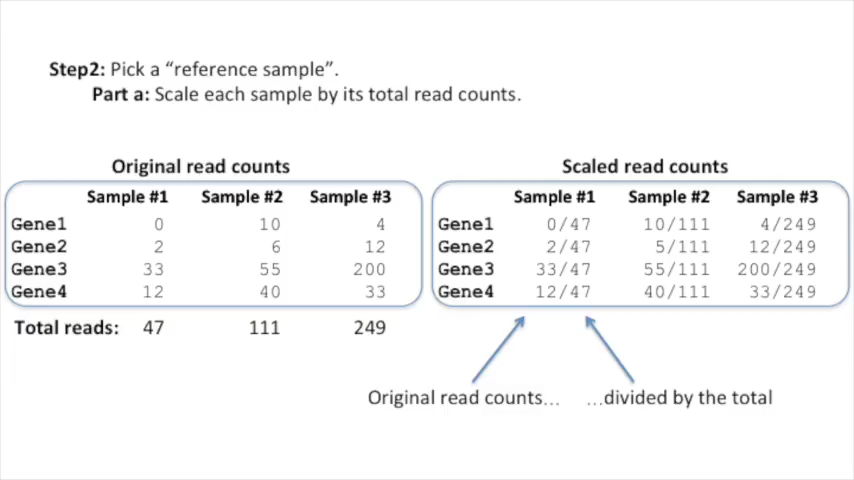 Step2: Pick a “reference sample”.
Part a: Scale each sample by its total read counts.
Original read counts
Sample #1 Sample #2 Sample #3
Gene1 0 10 4
Gene2 2 6 12
Gene3 33 55 200
Gene4 12 40 33
Total reads: 47 111 249
Scaled read counts
Sample #1 Sample #2 Sample #3
Gene1 0/47 10/111 4/249
Gene2 2/47 5/111 12/249
Gene3 33/47 55/111 200/249
Gene4 12/47 40/111 33/249
Original read counts...
...divided by the total